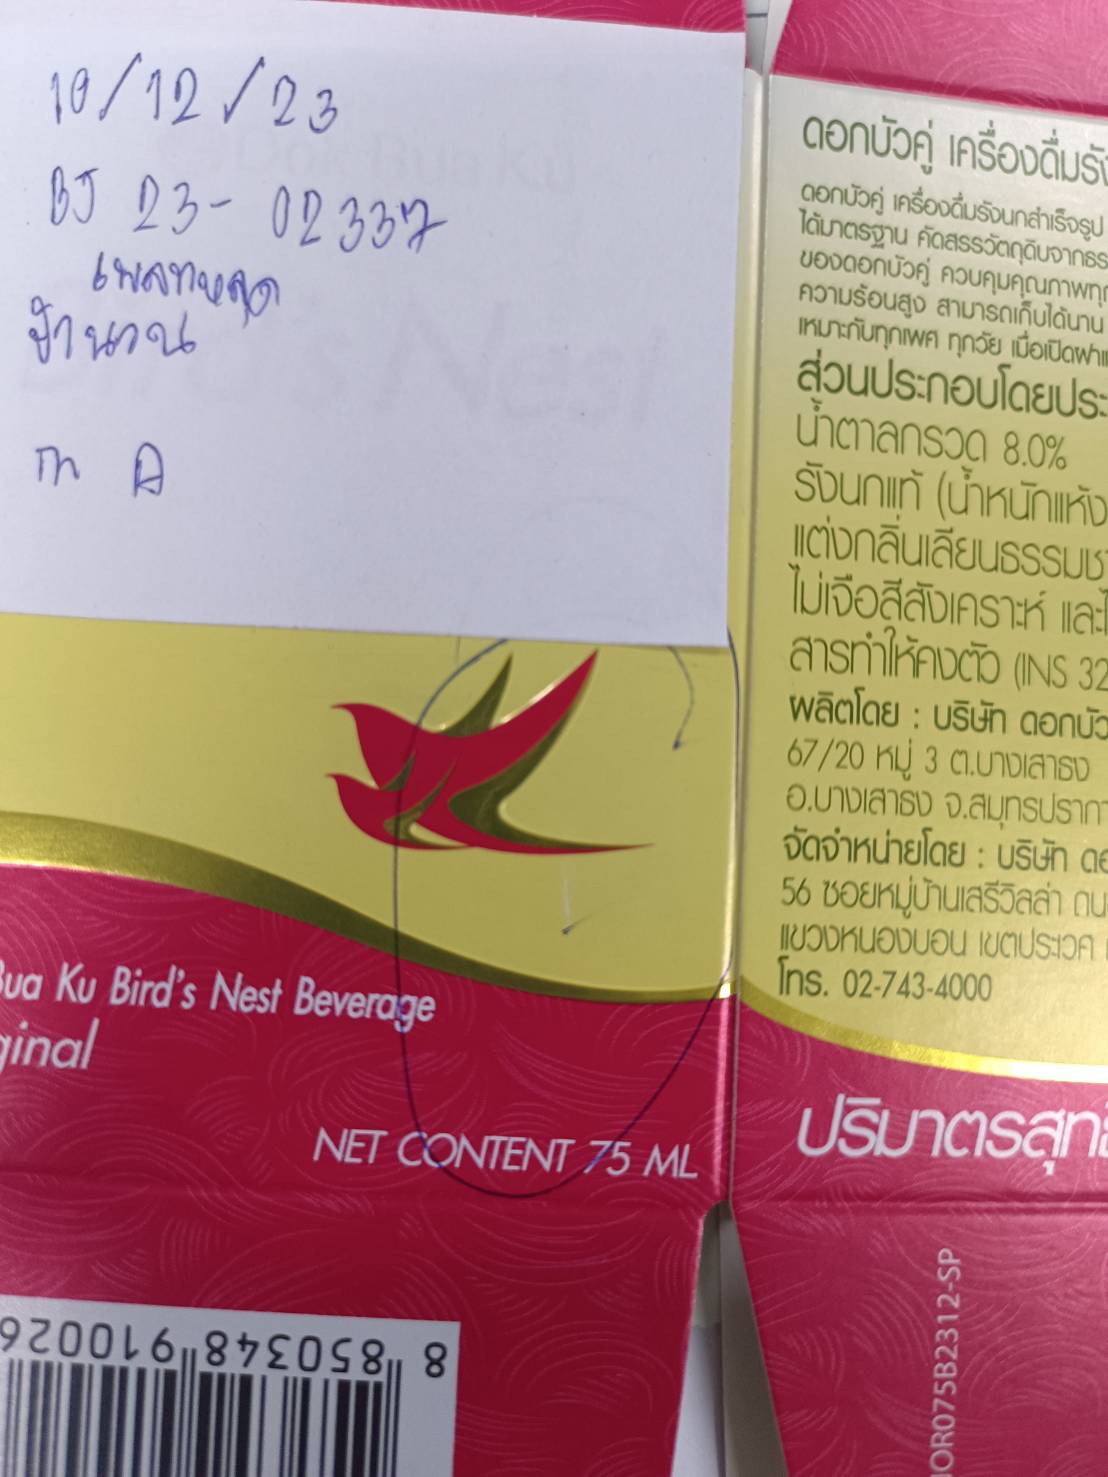 10/12/23
BJ 23- 02337
เพลทหลุด
จำนวน
m A
Bua Ku Bird's Nest Beverage
ginal
NET CONTENT 75 ML
8 850348 910026
ดอกบัวคู่ เครื่องดื่มรัง
ดอกบัวคู่ เครื่องดื่มรังนกสำเร็จรูป
ได้มาตรฐาน คัดสรรวัตถุดิบจากธรร
ของดอกบัวคู่ ควบคุมคุณภาพทุก
ความร้อนสูง สามารถเก็บได้นาน
เหมาะกับทุกเพศ ทุกวัย เมื่อเปิดฝาแ
ส่วนประกอบโดยประ
น้ำตาลกรวด 8.0%
รังนกแท้ (น้ำหนักแห้ง
แต่งกลิ่นเลียนธรรมช
ไม่เจือสีสังเคราะห์ และไ
สารทำให้คงตัว (INS 32
ผลิตโดย : บริษัท ดอกบัว
67/20 หมู่ 3 ต.บางเสาธง
อ.บางเสาธง จ.สมุทรปราก
จัดจำหน่ายโดย : บริษัท ดอ
56 ซอยหมู่บ้านเสรีวิลล่า ถน
แขวงหนองบอน เขตประเวศ
โทร. 02-743-4000
ปริมาตรสุทธิ
IOR075B2312-SP